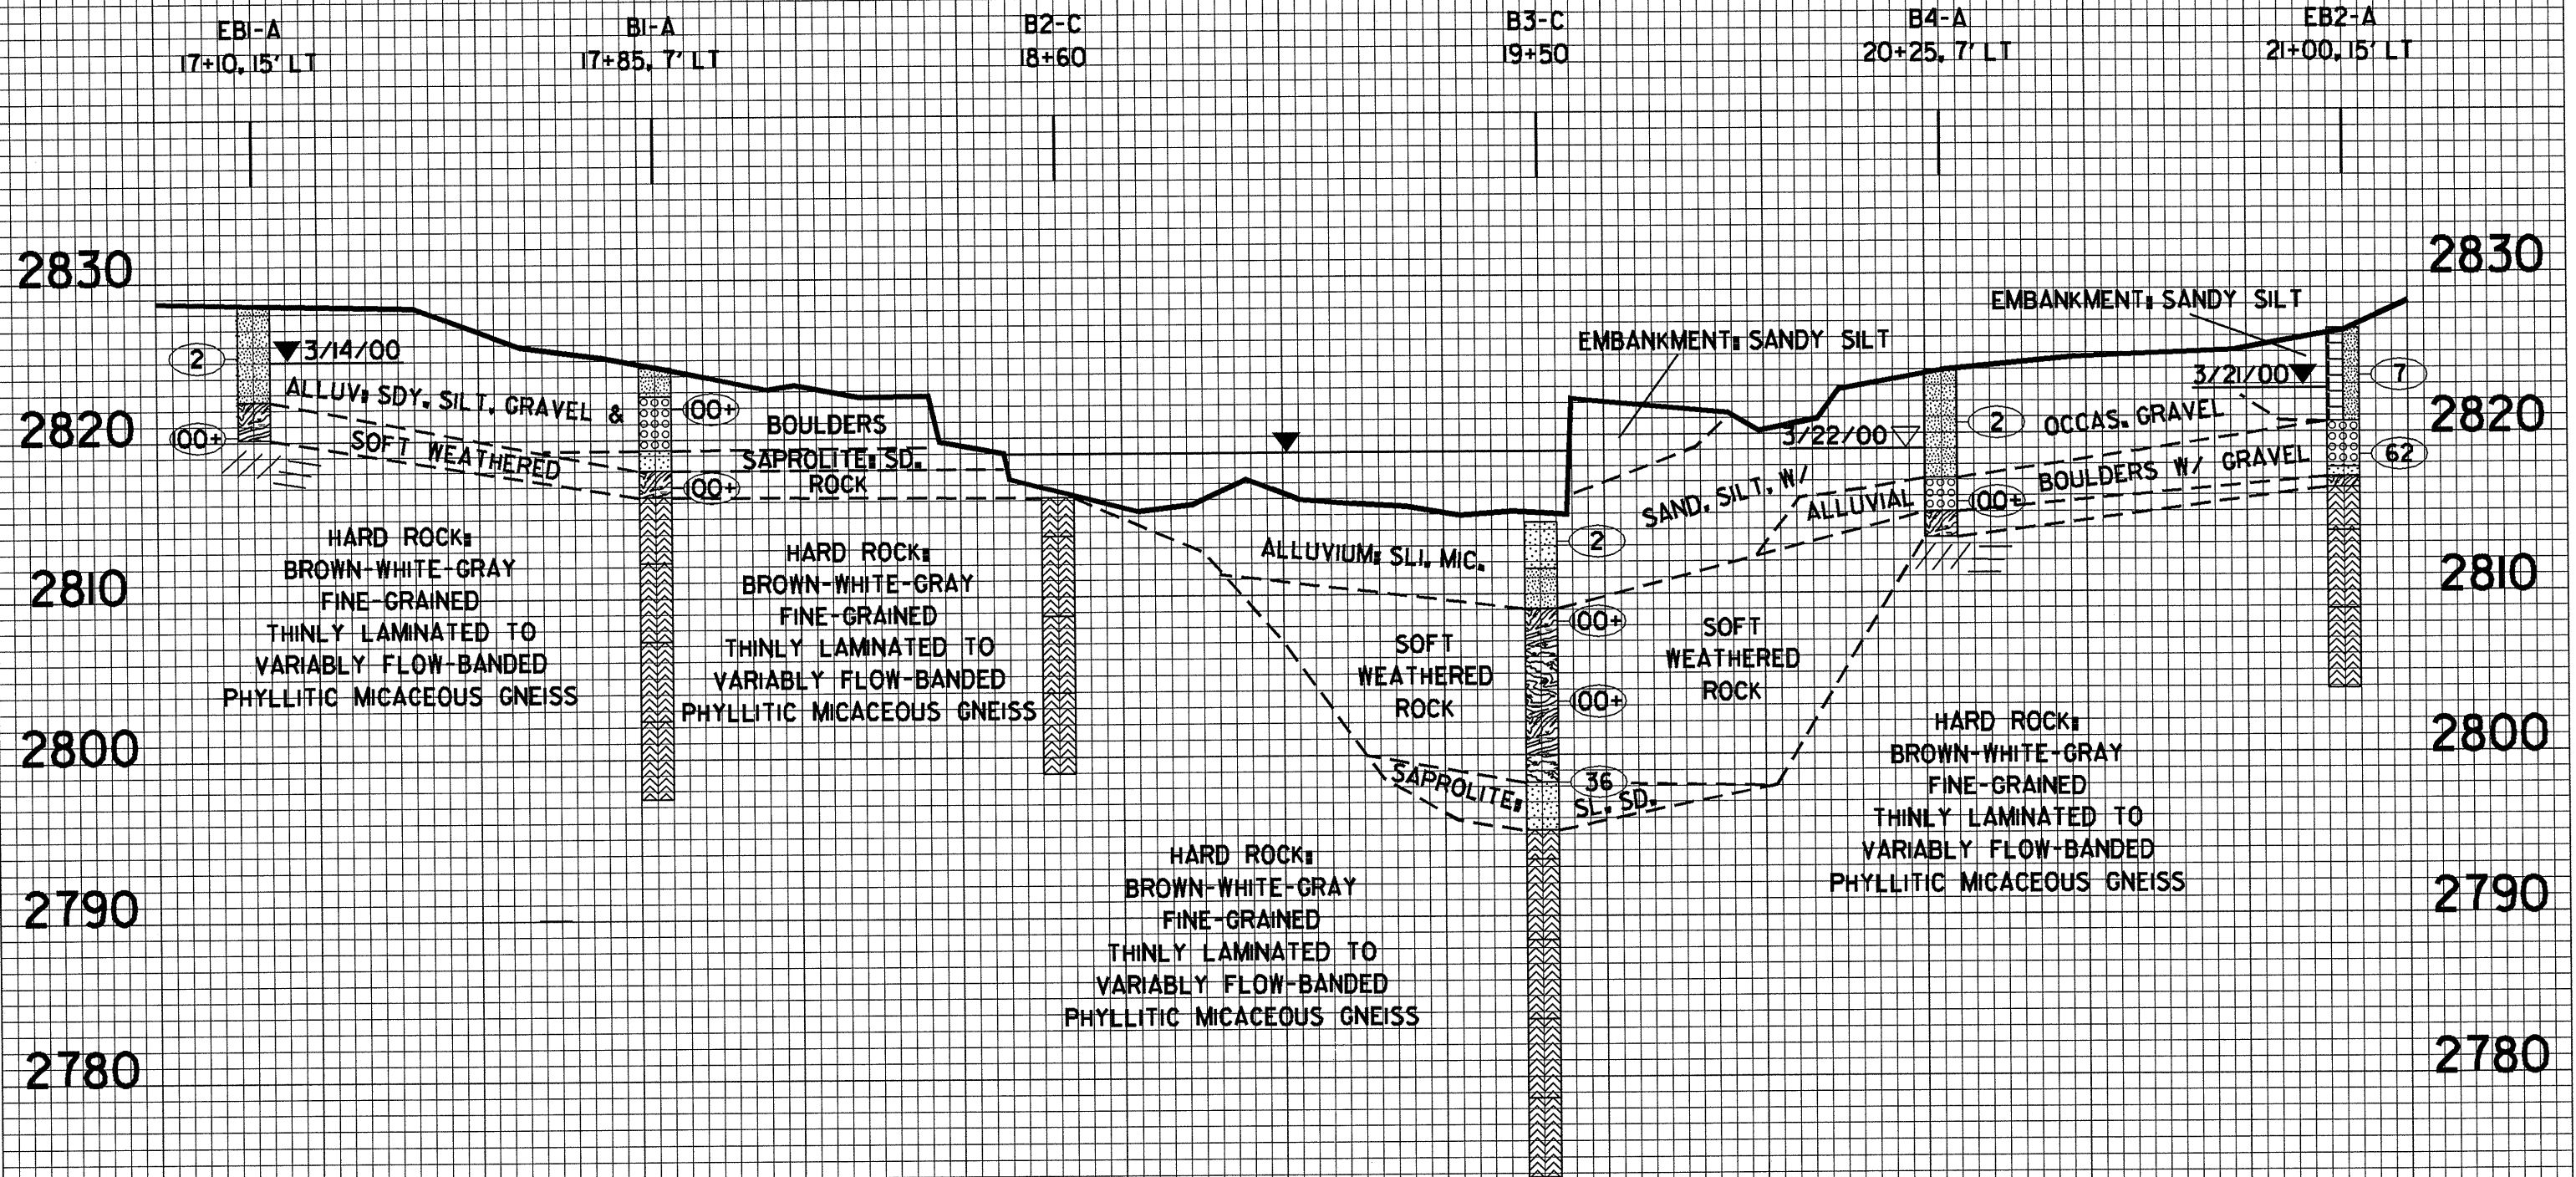 EB1-A
17+10, 15' LT
B1-A
17+85, 7' LT
B2-C
18+60
B3-C
19+50
B4-A
20+25, 7' LT
EB2-A
21+00, 15' LT
2830
2830
EMBANKMENT: SANDY SILT
EMBANKMENT: SANDY SILT
2
3/14/00
3/21/00
7
ALLUV: SDY. SILT, GRAVEL &
100+
BOULDERS
3/22/00
2
OCCAS. GRAVEL
2820
2820
100+
SOFT WEATHERED
SAPROLITE: SD.
100+
ROCK
SAND. SILT, W/
ALLUVIAL
100+
BOULDERS W/ GRAVEL
62
HARD ROCK:
BROWN-WHITE-GRAY
FINE-GRAINED
THINLY LAMINATED TO
VARIABLY FLOW-BANDED
PHYLLITIC MICACEOUS GNEISS
HARD ROCK:
BROWN-WHITE-GRAY
FINE-GRAINED
THINLY LAMINATED TO
VARIABLY FLOW-BANDED
PHYLLITIC MICACEOUS GNEISS
ALLUVIUM: SLI. MIC.
2
2810
2810
100+
SOFT
WEATHERED
ROCK
SOFT
WEATHERED
ROCK
100+
2800
2800
SAPROLITE:
36
SL. SD.
HARD ROCK:
BROWN-WHITE-GRAY
FINE-GRAINED
THINLY LAMINATED TO
VARIABLY FLOW-BANDED
PHYLLITIC MICACEOUS GNEISS
HARD ROCK:
BROWN-WHITE-GRAY
FINE-GRAINED
THINLY LAMINATED TO
VARIABLY FLOW-BANDED
PHYLLITIC MICACEOUS GNEISS
2790
2790
2780
2780